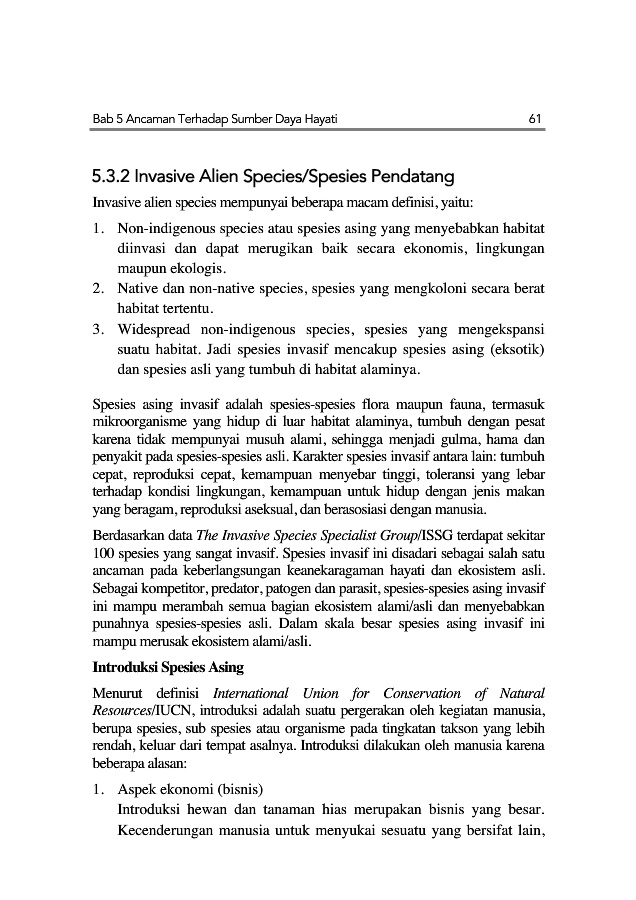 Bab 5 Ancaman Terhadap Sumber Daya Hayati 61
5.3.2 Invasive Alien Species/Spesies Pendatang
Invasive alien species mempunyai beberapa macam definisi, yaitu:
1. Non-indigenous species atau spesies asing yang menyebabkan habitat
diinvasi dan dapat merugikan baik secara ekonomis, lingkungan
maupun ekologis.
2. Native dan non-native species, spesies yang mengkoloni secara berat
habitat tertentu.
3. Widespread non-indigenous species, spesies yang mengekspansi
suatu habitat. Jadi spesies invasif mencakup spesies asing (eksotik)
dan spesies asli yang tumbuh di habitat alaminya.
Spesies asing invasif adalah spesies-spesies flora maupun fauna, termasuk
mikroorganisme yang hidup di luar habitat alaminya, tumbuh dengan pesat
karena tidak mempunyai musuh alami, sehingga menjadi gulma, hama dan
penyakit pada spesies-spesies asli. Karakter spesies invasif antara lain: tumbuh
cepat, reproduksi cepat, kemampuan menyebar tinggi, toleransi yang lebar
terhadap kondisi lingkungan, kemampuan untuk hidup dengan jenis makan
yang beragam, reproduksi aseksual, dan berasosiasi dengan manusia.
Berdasarkan data The Invasive Species Specialist Group/ISSG terdapat sekitar
100 spesies yang sangat invasif. Spesies invasif ini disadari sebagai salah satu
ancaman pada keberlangsungan keanekaragaman hayati dan ekosistem asli.
Sebagai kompetitor, predator, patogen dan parasit, spesies-spesies asing invasif
ini mampu merambah semua bagian ekosistem alami/asli dan menyebabkan
punahnya spesies-spesies asli. Dalam skala besar spesies asing invasif ini
mampu merusak ekosistem alami/asli.
Introduksi Spesies Asing
Menurut definisi International Union for Conservation of Natural
Resources/IUCN, introduksi adalah suatu pergerakan oleh kegiatan manusia,
berupa spesies, sub spesies atau organisme pada tingkatan takson yang lebih
rendah, keluar dari tempat asalnya. Introduksi dilakukan oleh manusia karena
beberapa alasan:
1. Aspek ekonomi (bisnis)
Introduksi hewan dan tanaman hias merupakan bisnis yang besar.
Kecenderungan manusia untuk menyukai sesuatu yang bersifat lain,